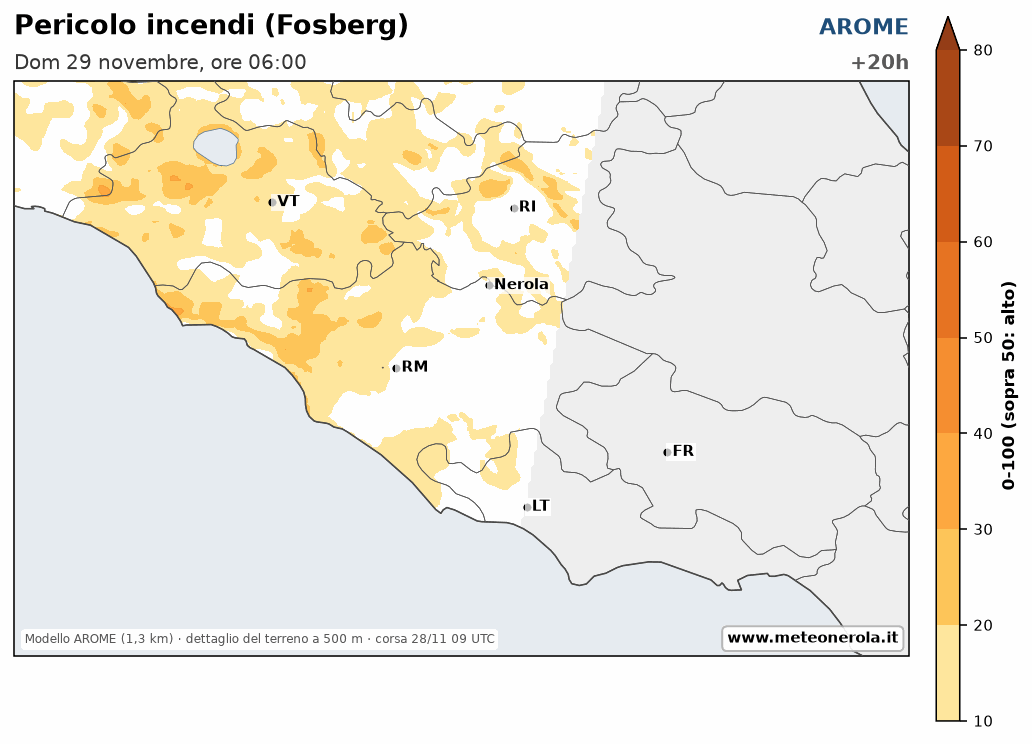 Pericolo incendi (Fosberg)
AROME
Dom 29 novembre, ore 06:00
+20h
VT
RI
Nerola
RM
FR
LT
Modello AROME (1,3 km) · dettaglio del terreno a 500 m · corsa 28/11 09 UTC
www.meteonerola.it
80
70
60
50
40
30
20
10
0-100 (sopra 50: alto)